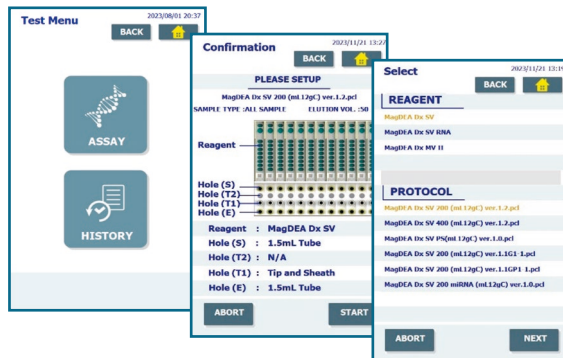 Test Menu
2023/08/01 20:37
BACK
ASSAY
HISTORY
Confirmation
2023/11/21 13:27
BACK
PLEASE SETUP
MagDEA Dx SV 200 (mL12gC) ver.1.2.pcl
SAMPLE TYPE :ALL SAMPLE ELUTION VOL. :50
Reagent
Hole (S)
Hole (T2)
Hole (T1)
Hole (E)
Reagent : MagDEA Dx SV
Hole (S) : 1.5mL Tube
Hole (T2) : N/A
Hole (T1) : Tip and Sheath
Hole (E) : 1.5mL Tube
ABORT
START
Select
2023/11/21 13:19
BACK
REAGENT
MagDEA Dx SV
MagDEA Dx SV RNA
MagDEA Dx MV II
PROTOCOL
MagDEA Dx SV 200 (mL12gC) ver.1.2.pcl
MagDEA Dx SV 400 (mL12gC) ver.1.2.pcl
MagDEA Dx SV PS(mL12gC) ver.1.0.pcl
MagDEA Dx SV 200 (mL12gC) ver.1.1G1-1.pcl
MagDEA Dx SV 200 (mL12gC) ver.1.1GP1-1.pcl
MagDEA Dx SV 200 miRNA (mL12gC) ver.1.0.pcl
ABORT
NEXT